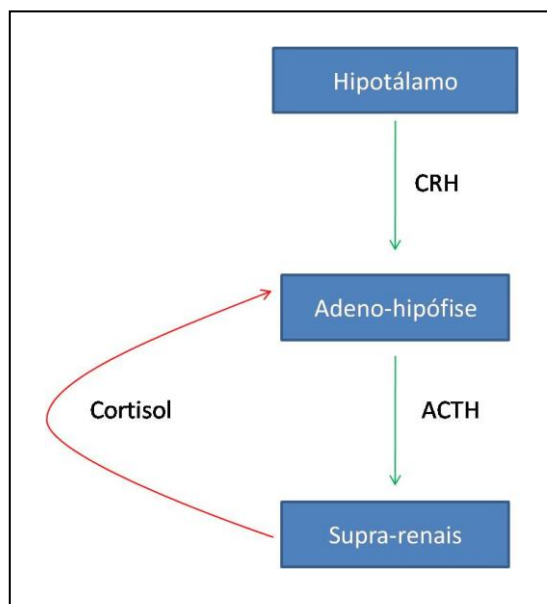 Hipotálamo
CRH
Adeno-hipófise
Cortisol
ACTH
Supra-renais